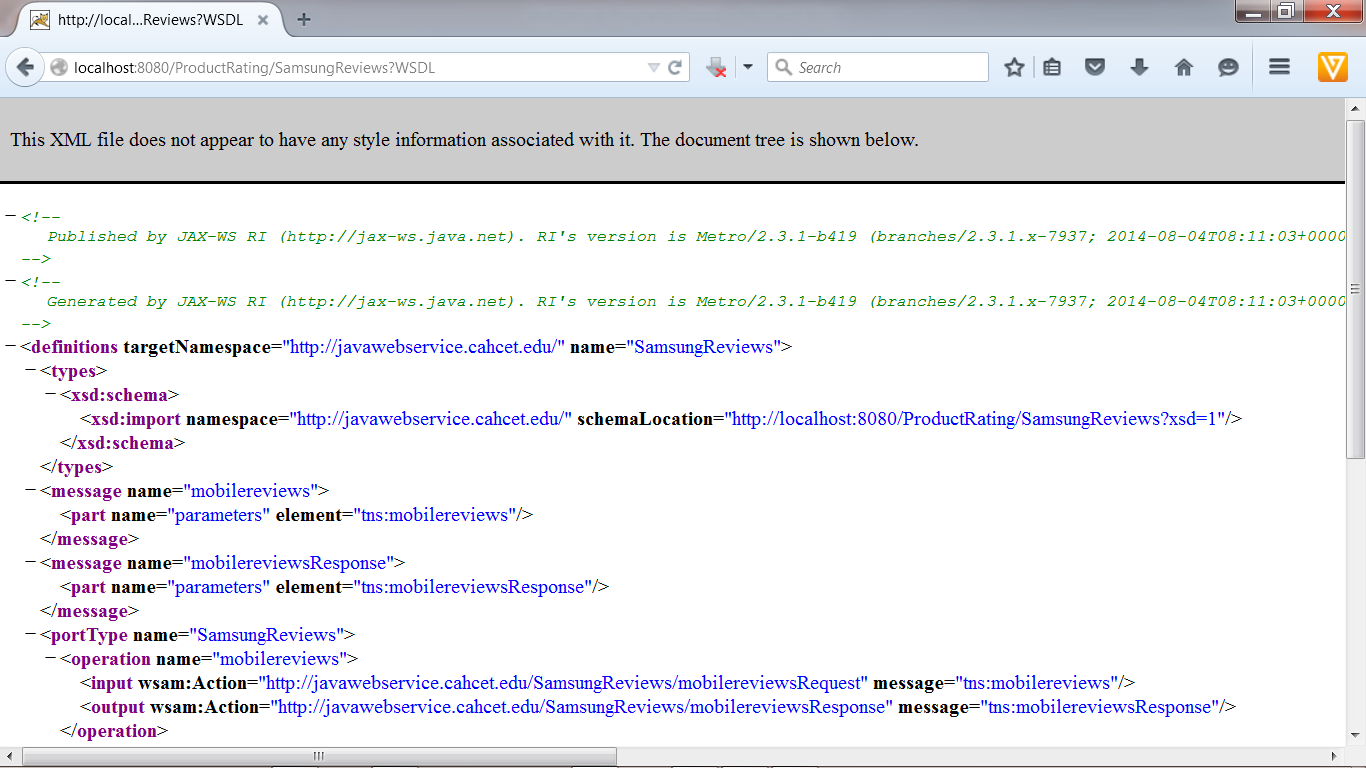 http://local...Reviews?WSDL
localhost:8080/ProductRating/SamsungReviews?WSDL
Search
This XML file does not appear to have any style information associated with it. The document tree is shown below.
<!--
Published by JAX-WS RI (http://jax-ws.java.net). RI's version is Metro/2.3.1-b419 (branches/2.3.1.x-7937; 2014-08-04T08:11:03+0000
-->
<!--
Generated by JAX-WS RI (http://jax-ws.java.net). RI's version is Metro/2.3.1-b419 (branches/2.3.1.x-7937; 2014-08-04T08:11:03+0000
-->
<definitions targetNamespace="http://javawebservice.cahcet.edu/" name="SamsungReviews">
<types>
<xsd:schema>
<xsd:import namespace="http://javawebservice.cahcet.edu/" schemaLocation="http://localhost:8080/ProductRating/SamsungReviews?xsd=1"/>
</xsd:schema>
</types>
<message name="mobilereviews">
<part name="parameters" element="tns:mobilereviews"/>
</message>
<message name="mobilereviewsResponse">
<part name="parameters" element="tns:mobilereviewsResponse"/>
</message>
<portType name="SamsungReviews">
<operation name="mobilereviews">
<input wsam:Action="http://javawebservice.cahcet.edu/SamsungReviews/mobilereviewsRequest" message="tns:mobilereviews"/>
<output wsam:Action="http://javawebservice.cahcet.edu/SamsungReviews/mobilereviewsResponse" message="tns:mobilereviewsResponse"/>
</operation>